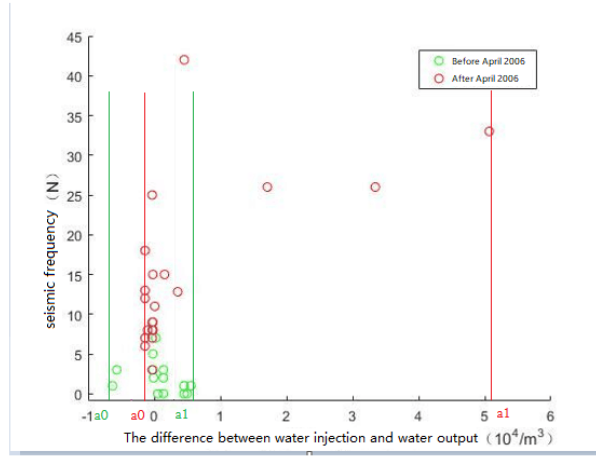 45
40
35
30
25
20
15
10
5
0
seismic frequency（N）
Before April 2006
After April 2006
-1 0 1 2 3 4 5 6
a0 a0 a1 a1
The difference between water injection and water output（10⁴/m³）